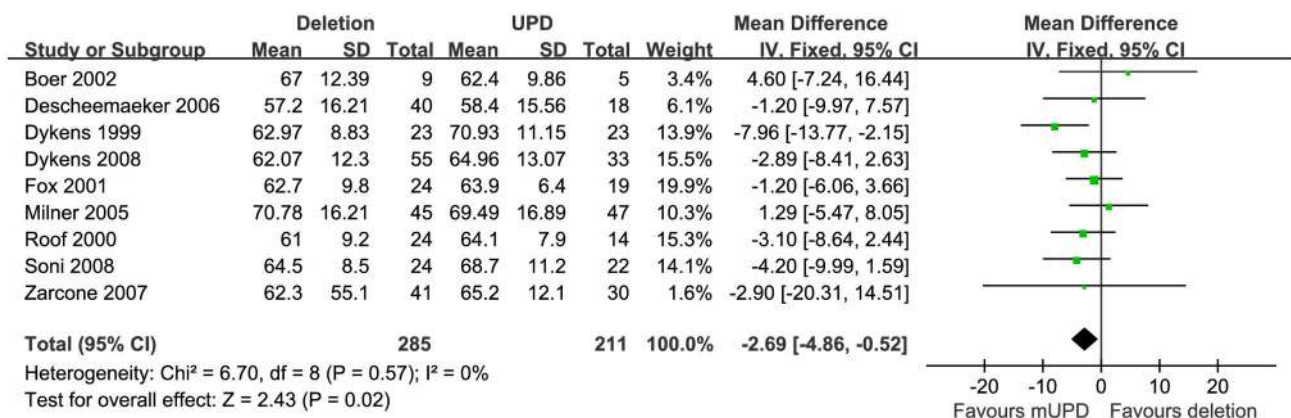 Deletion UPD Mean Difference Mean Difference
Study or Subgroup Mean SD Total Mean SD Total Weight IV, Fixed, 95% CI IV, Fixed, 95% CI
Boer 2002 67 12.39 9 62.4 9.86 5 3.4% 4.60 [-7.24, 16.44]
Descheemaeker 2006 57.2 16.21 40 58.4 15.56 18 6.1% -1.20 [-9.97, 7.57]
Dykens 1999 62.97 8.83 23 70.93 11.15 23 13.9% -7.96 [-13.77, -2.15]
Dykens 2008 62.07 12.3 55 64.96 13.07 33 15.5% -2.89 [-8.41, 2.63]
Fox 2001 62.7 9.8 24 63.9 6.4 19 19.9% -1.20 [-6.06, 3.66]
Milner 2005 70.78 16.21 45 69.49 16.89 47 10.3% 1.29 [-5.47, 8.05]
Roof 2000 61 9.2 24 64.1 7.9 14 15.3% -3.10 [-8.64, 2.44]
Soni 2008 64.5 8.5 24 68.7 11.2 22 14.1% -4.20 [-9.99, 1.59]
Zarcone 2007 62.3 55.1 41 65.2 12.1 30 1.6% -2.90 [-20.31, 14.51]
Total (95% CI) 285 211 100.0% -2.69 [-4.86, -0.52]
Heterogeneity: Chi² = 6.70, df = 8 (P = 0.57); I² = 0%
Test for overall effect: Z = 2.43 (P = 0.02)
-20 -10 0 10 20
Favours mUPD Favours deletion